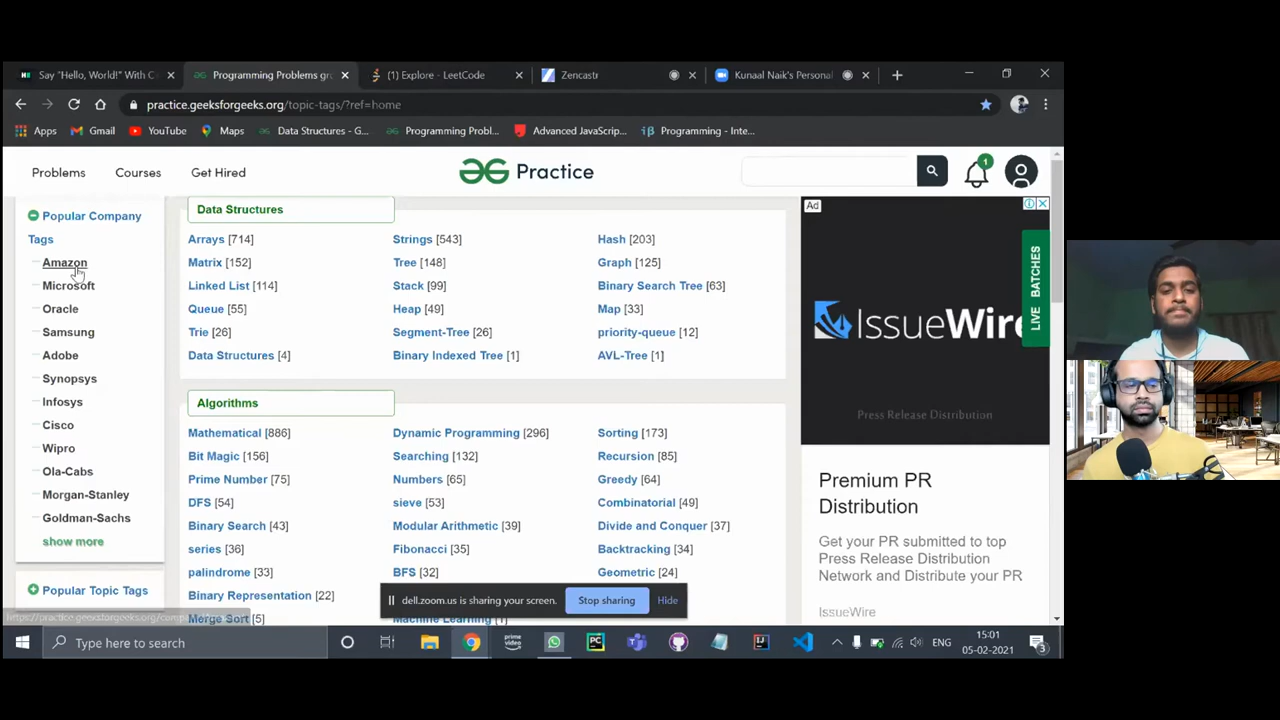 Say "Hello, World!" With C
Programming Problems gr
(1) Explore - LeetCode
Zencastr
Kunaal Naik's Personal
practice.geeksforgeeks.org/topic-tags/?ref=home
Apps
Gmail
YouTube
Maps
Data Structures - G...
Programming Probl...
Advanced JavaScrip...
Programming - Inte...
Problems
Courses
Get Hired
Practice
1
Popular Company
Tags
Amazon
Microsoft
Oracle
Samsung
Adobe
Synopsys
Infosys
Cisco
Wipro
Ola-Cabs
Morgan-Stanley
Goldman-Sachs
show more
Popular Topic Tags
Data Structures
Arrays [714]
Strings [543]
Hash [203]
Matrix [152]
Tree [148]
Graph [125]
Linked List [114]
Stack [99]
Binary Search Tree [63]
Queue [55]
Heap [49]
Map [33]
Trie [26]
Segment-Tree [26]
priority-queue [12]
Data Structures [4]
Binary Indexed Tree [1]
AVL-Tree [1]
Algorithms
Mathematical [886]
Dynamic Programming [296]
Sorting [173]
Bit Magic [156]
Searching [132]
Recursion [85]
Prime Number [75]
Numbers [65]
Greedy [64]
DFS [54]
sieve [53]
Combinatorial [49]
Binary Search [43]
Modular Arithmetic [39]
Divide and Conquer [37]
series [36]
Fibonacci [35]
Backtracking [34]
palindrome [33]
BFS [32]
Geometric [24]
Binary Representation [22]
Merge Sort [5]
Machine Learning [1]
Ad
LIVE BATCHES
IssueWire
Press Release Distribution
Premium PR
Distribution
Get your PR submitted to top
Press Release Distribution
Network and Distribute your PR
IssueWire
dell.zoom.us is sharing your screen.
Stop sharing
Hide
Type here to search
prime video
PC
ENG
15:01
05-02-2021
3